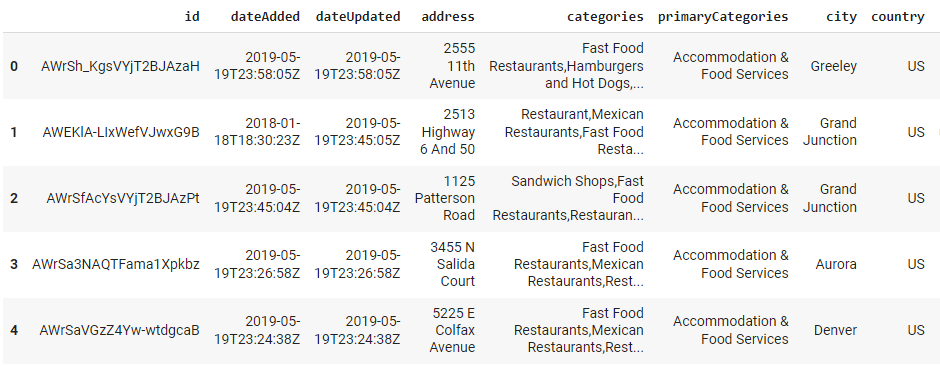 id dateAdded dateUpdated address categories primaryCategories city country
0 AWrSh_KgsVYjT2BJAzaH 2019-05-19T23:58:05Z 2019-05-19T23:58:05Z 2555 11th Avenue Fast Food Restaurants,Hamburgers and Hot Dogs,... Accommodation & Food Services Greeley US
1 AWEKlA-LIxWefVJwxG9B 2018-01-18T18:30:23Z 2019-05-19T23:45:05Z 2513 Highway 6 And 50 Restaurant,Mexican Restaurants,Fast Food Resta... Accommodation & Food Services Grand Junction US
2 AWrSfAcYsVYjT2BJAzPt 2019-05-19T23:45:04Z 2019-05-19T23:45:04Z 1125 Patterson Road Sandwich Shops,Fast Food Restaurants,Restauran... Accommodation & Food Services Grand Junction US
3 AWrSa3NAQTFama1Xpkbz 2019-05-19T23:26:58Z 2019-05-19T23:26:58Z 3455 N Salida Court Fast Food Restaurants,Mexican Restaurants,Rest... Accommodation & Food Services Aurora US
4 AWrSaVGzZ4Yw-wtdgcaB 2019-05-19T23:24:38Z 2019-05-19T23:24:38Z 5225 E Colfax Avenue Fast Food Restaurants,Mexican Restaurants,Rest... Accommodation & Food Services Denver US